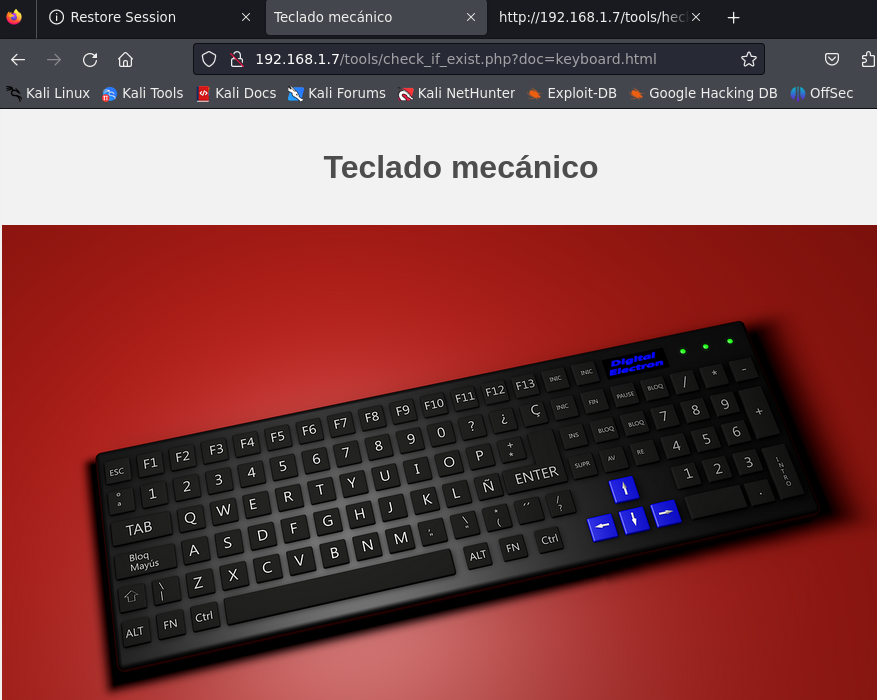 Restore Session
Teclado mecánico
http://192.168.1.7/tools/hec
192.168.1.7/tools/check_if_exist.php?doc=keyboard.html
Kali Linux
Kali Tools
Kali Docs
Kali Forums
Kali NetHunter
Exploit-DB
Google Hacking DB
OffSec
Teclado mecánico
Digital
Electron
ESC F1 F2 F3 F4 F5 F6 F7 F8 F9 F10 F11 F12 F13 INIC INIC
º ª 1 2 3 4 5 6 7 8 9 0 ? ¿ Ç INIC FIN PAUSE BLOQ / * -
TAB Q W E R T Y U I O P + * ENTER INS BLOQ BLOQ 7 8 9 +
Bloq Mayús A S D F G H J K L Ñ SUPR AV RE 4 5 6
\ | Z X C V B N M 1 2 3 INTRO
ALT FN Ctrl ALT FN Ctrl .